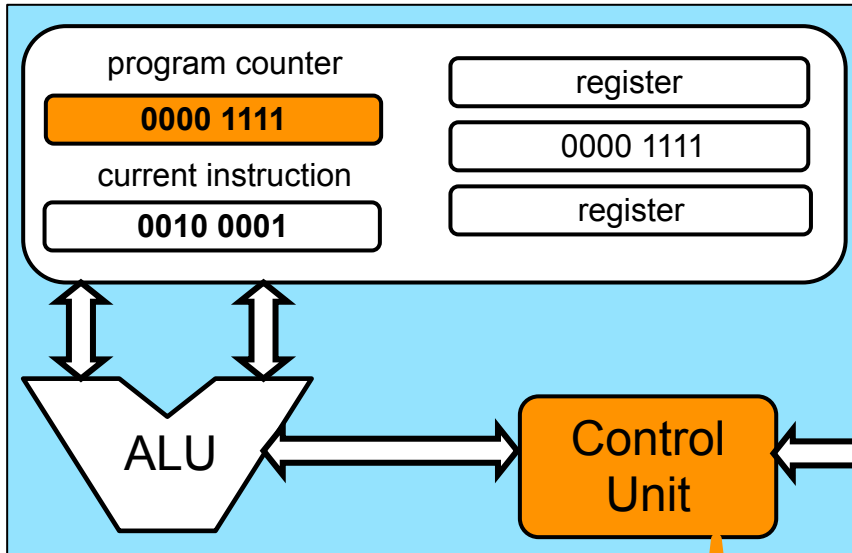 program counter
0000 1111
current instruction
0010 0001
register
0000 1111
register
ALU
Control
Unit